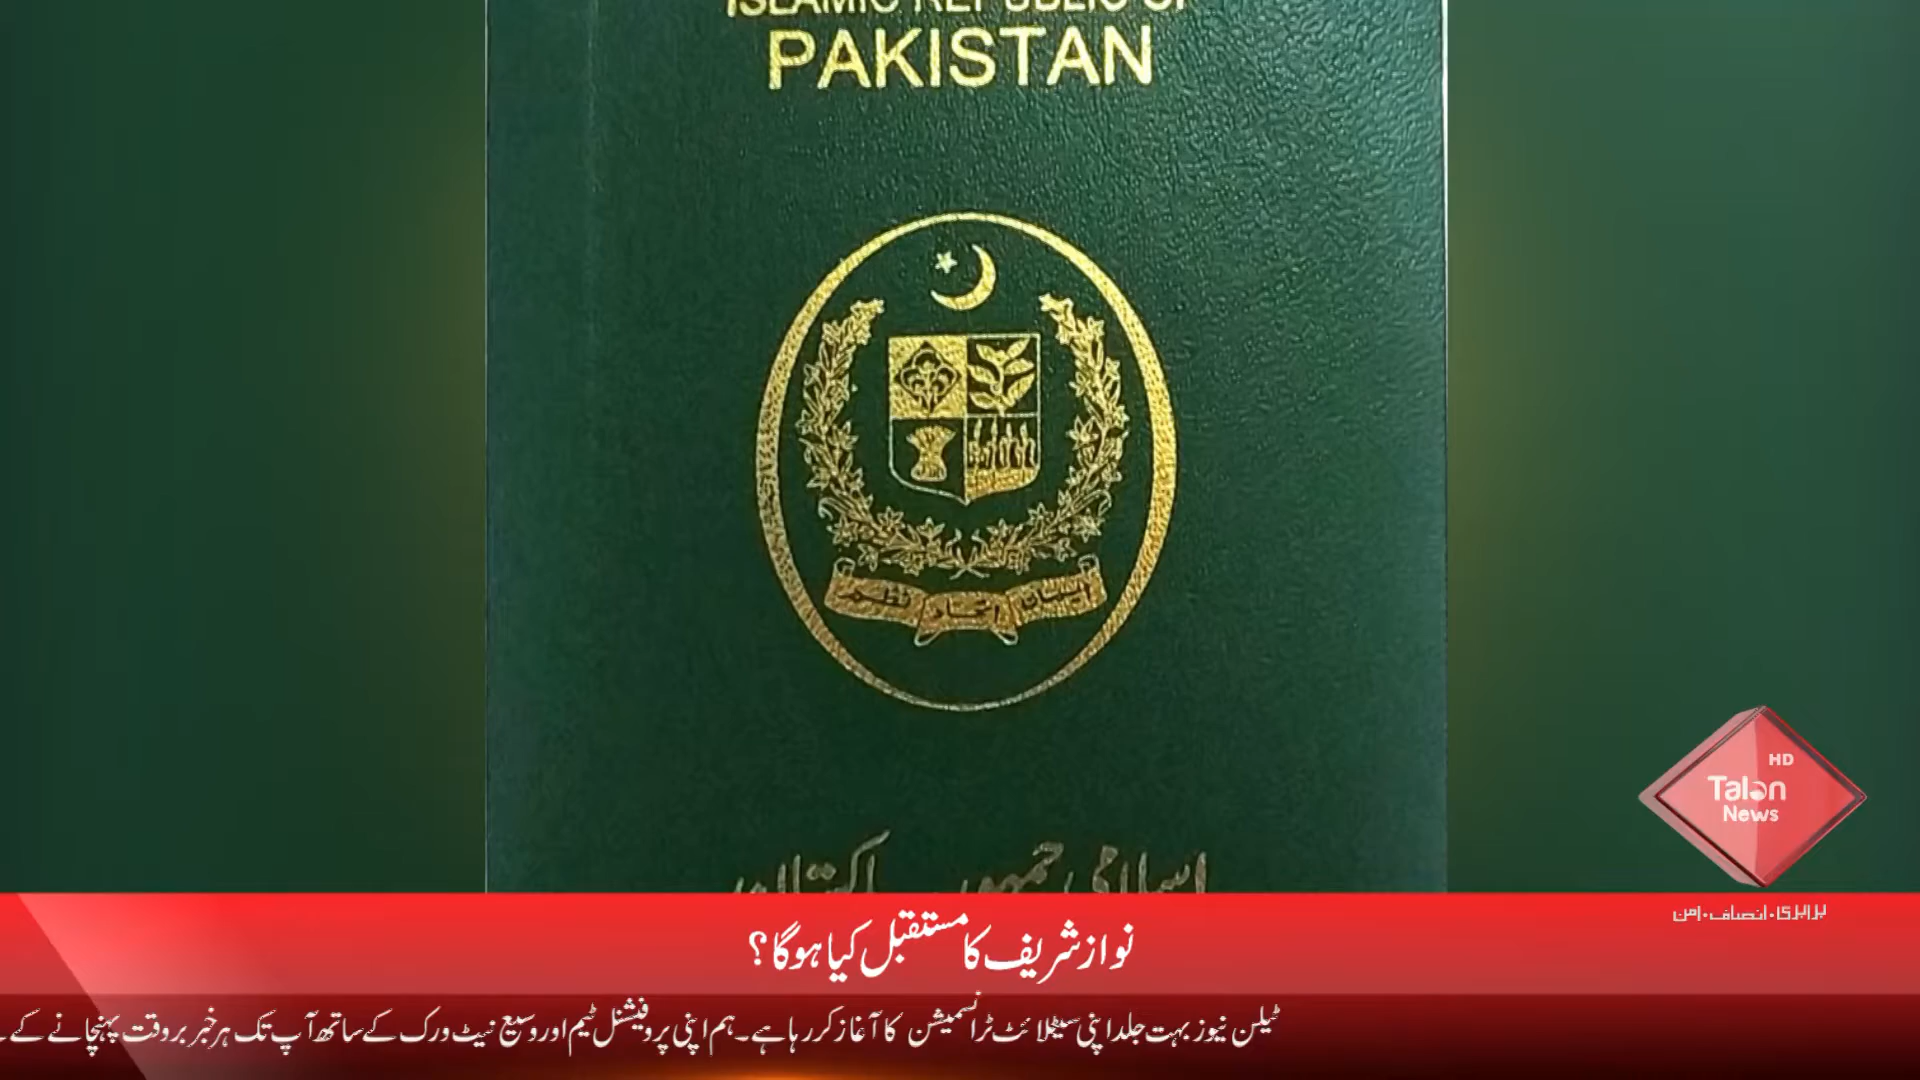 ISLAMIC REPUBLIC OF
PAKISTAN
ایمان اتحاد نظم
اسلامی جمہوریہ پاکستان
HD
Talon
News
برابری۔انصاف۔امن
نواز شریف کا مستقبل کیا ہوگا؟
ٹیلن نیوز بہت جلد اپنی سیٹلائٹ ٹرانسمیشن کا آغاز کررہا ہے۔ہم اپنی پروفیشنل ٹیم اور وسیع نیٹ ورک کے ساتھ آپ تک ہر خبر بروقت پہنچانے کے